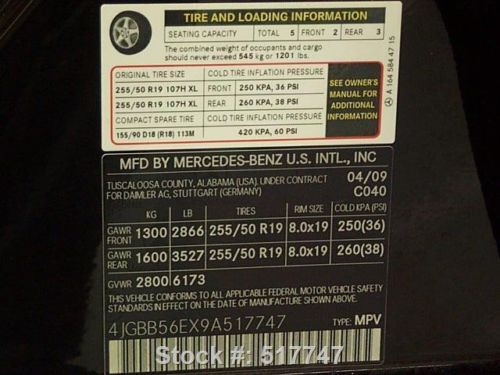 TIRE AND LOADING INFORMATION
SEATING CAPACITY TOTAL 5 FRONT 2 REAR 3
The combined weight of occupants and cargo
should never exceed 545 kg or 1201 lbs.
ORIGINAL TIRE SIZE COLD TIRE INFLATION PRESSURE
255/50 R19 107H XL FRONT 250 KPA, 36 PSI
255/50 R19 107H XL REAR 260 KPA, 38 PSI
COMPACT SPARE TIRE COLD TIRE INFLATION PRESSURE
155/90 D18 (R18) 113M 420 KPA, 60 PSI
SEE OWNER'S
MANUAL FOR
ADDITIONAL
INFORMATION
A 164 584 47 15
MFD BY MERCEDES-BENZ U.S. INTL., INC
TUSCALOOSA COUNTY, ALABAMA (USA). UNDER CONTRACT 04/09
FOR DAIMLER AG, STUTTGART (GERMANY) C040
KG LB TIRES RIM SIZE COLD KPA (PSI)
GAWR FRONT 1300 2866 255/50 R19 8.0x19 250(36)
GAWR REAR 1600 3527 255/50 R19 8.0x19 260(38)
GVWR 2800 6173
THIS VEHICLE CONFORMS TO ALL APPLICABLE FEDERAL MOTOR VEHICLE SAFETY
STANDARDS IN EFFECT ON THE DATE OF MANUFACTURE SHOWN ABOVE.
4JGBB56EX9A517747 TYPE: MPV
Stock #: 517747